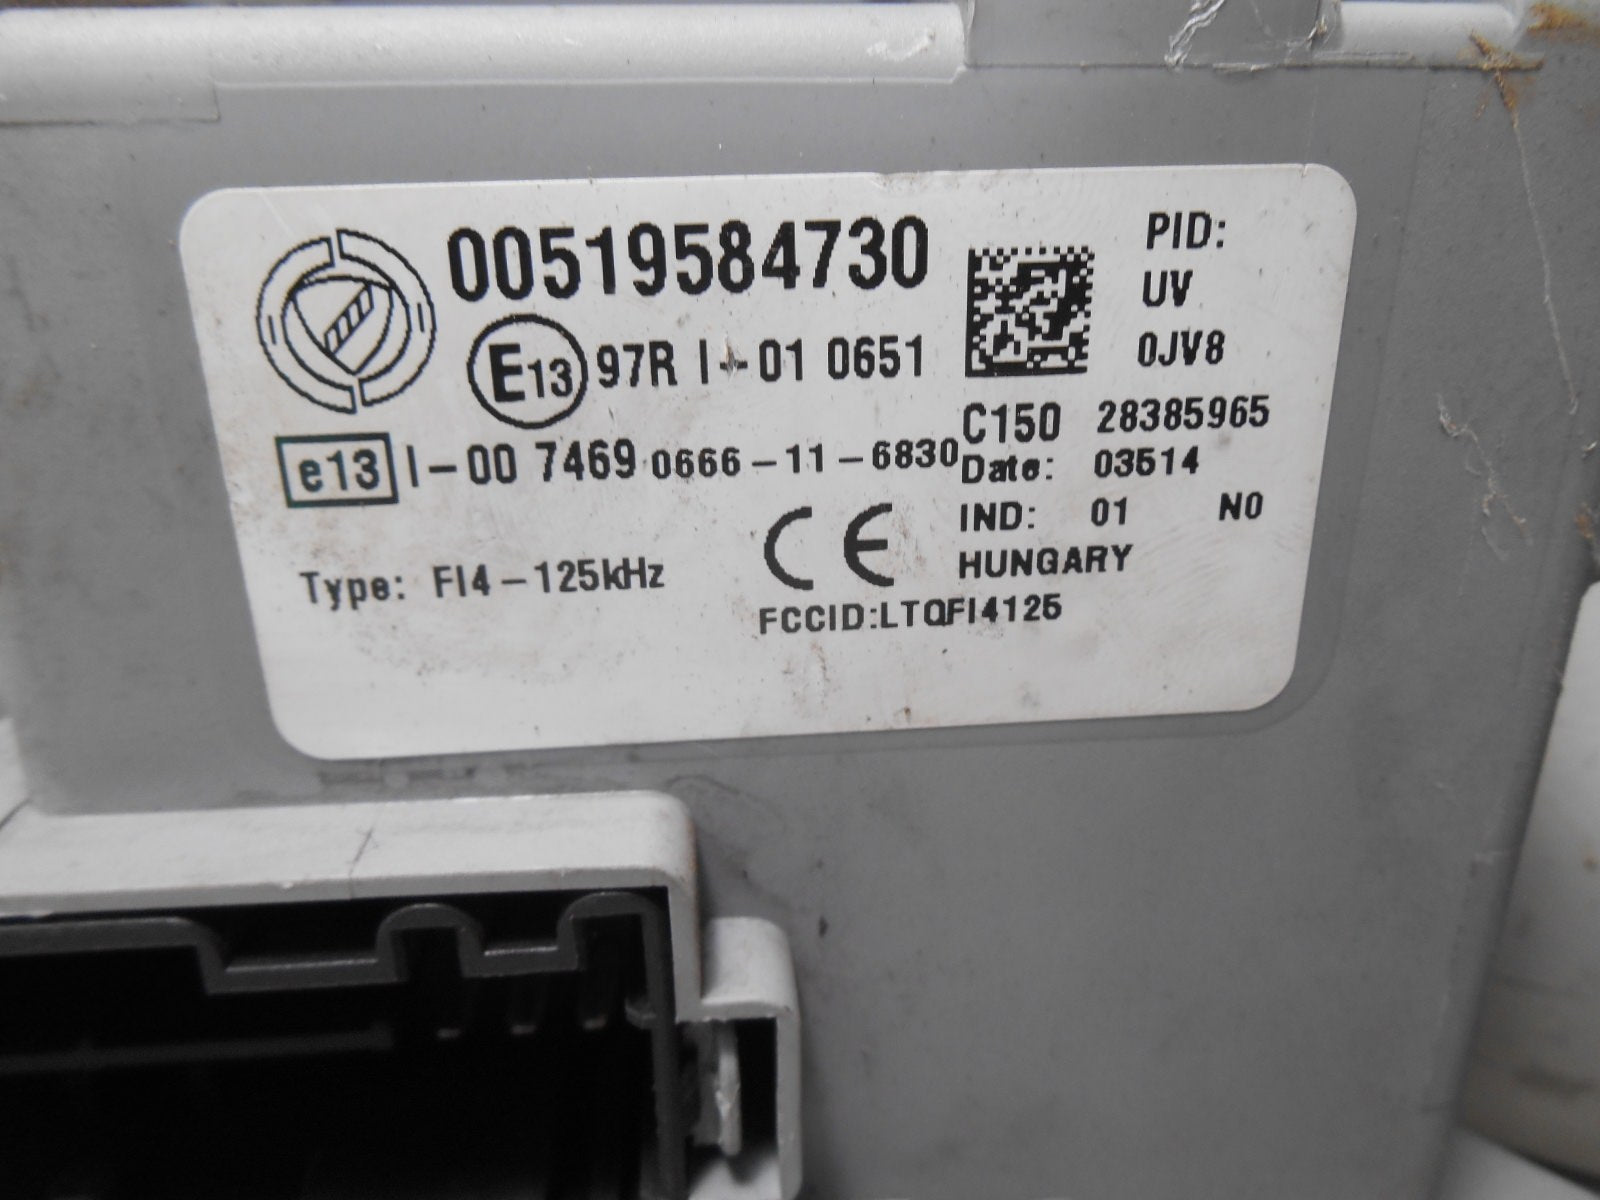 00519584730
PID:
UV
0JV8
E13 97R I-01 0651
C150 28385965
e13 I-00 7469 0666-11-6830
Date: 03514
IND: 01 N0
HUNGARY
Type: FI4-125kHz
CE
FCCID:LTQFI4125